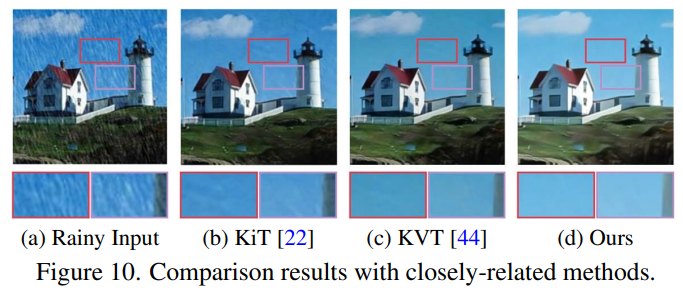 (a) Rainy Input (b) KiT [22] (c) KVT [44] (d) Ours
Figure 10. Comparison results with closely-related methods.